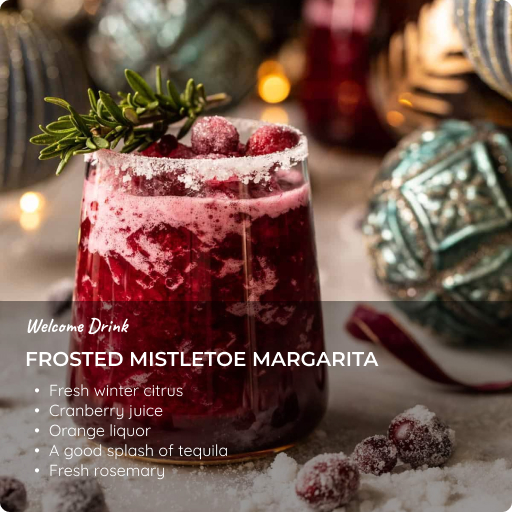 Welcome Drink
FROSTED MISTLETOE MARGARITA
• Fresh winter citrus
• Cranberry juice
• Orange liquor
• A good splash of tequila
• Fresh rosemary